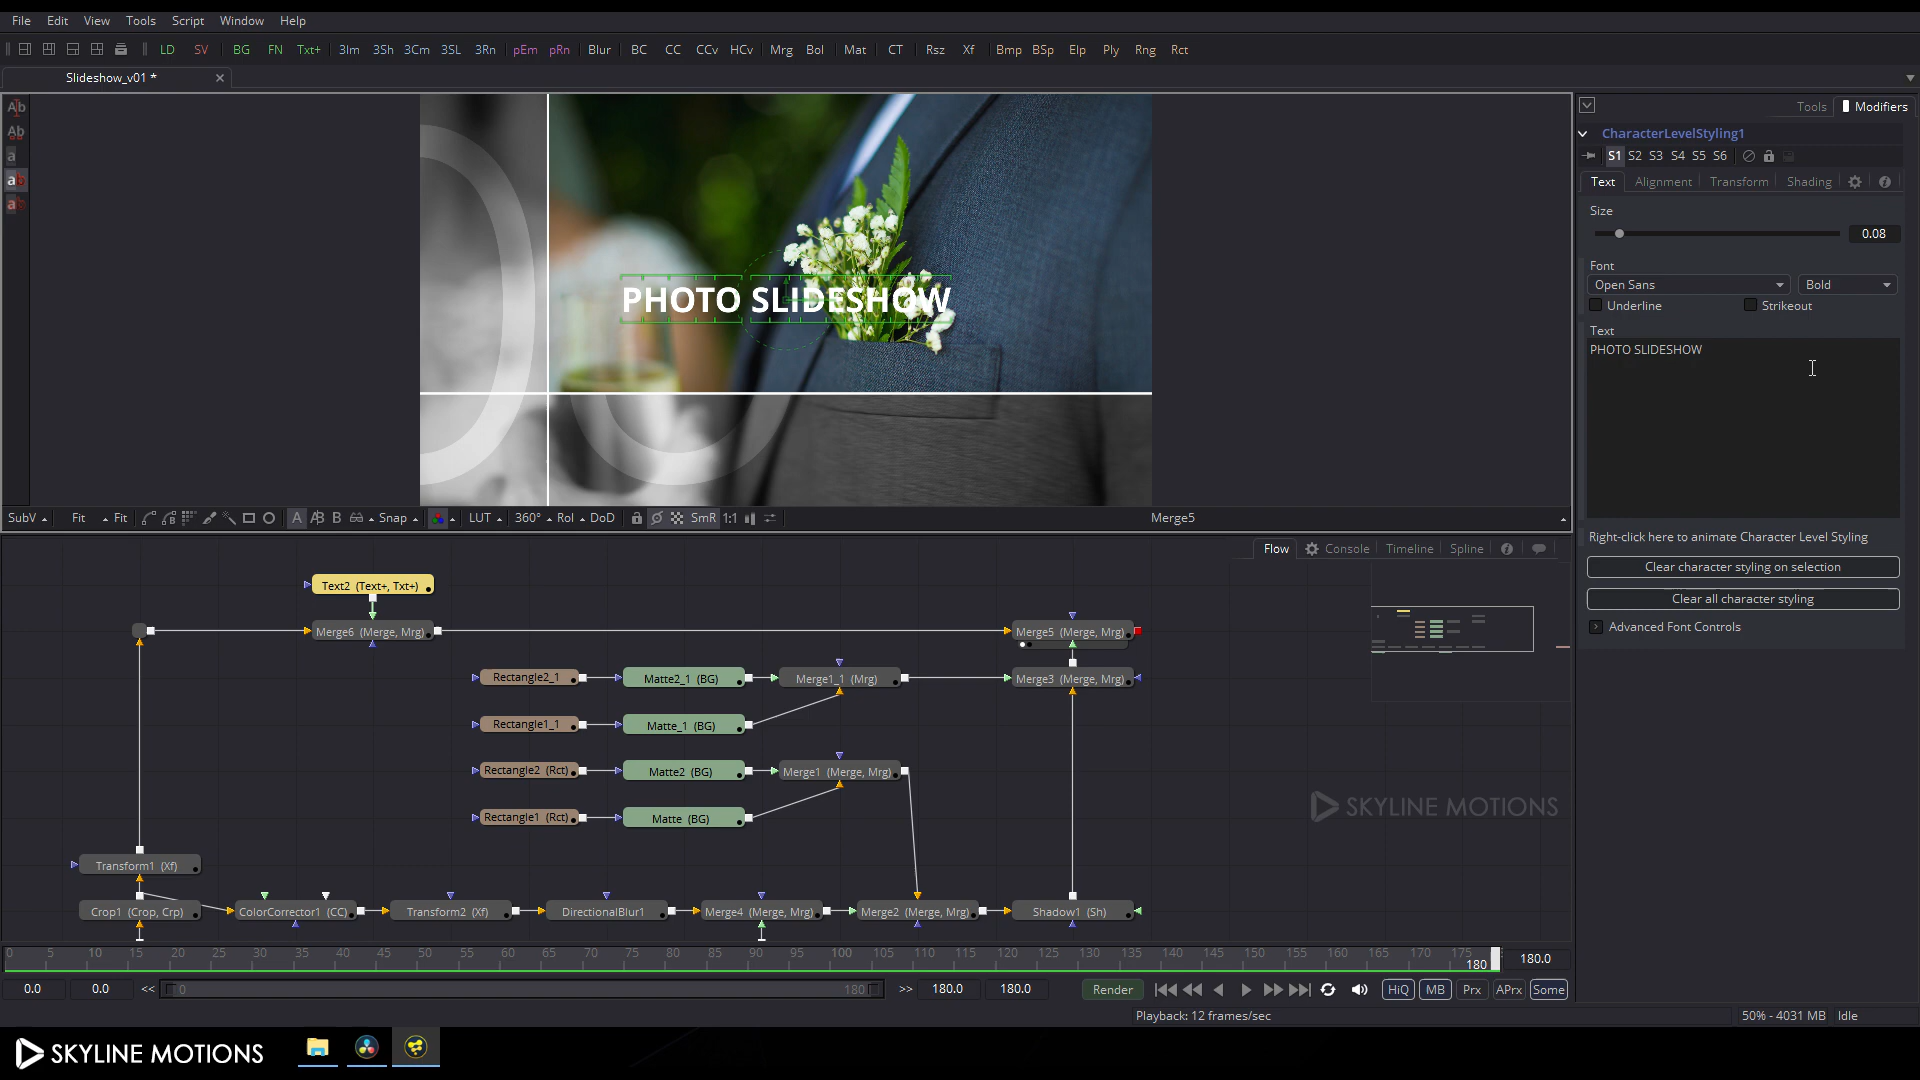 File Edit View Tools Script Window Help
LD SV BG FN Txt+ 3Im 3Sh 3Cm 3SL 3Rn pEm pRn Blur BC CC CCv HCv Mrg Bol Mat CT Rsz Xf Bmp BSp Elp Ply Rng Rct
Slideshow_v01 *
Ab
Ab
a
ab
a
PHOTO SLIDESHOW
SubV Fit Fit A B Snap LUT 360° RoI DoD SmR 1:1 Merge5
Tools Modifiers
CharacterLevelStyling1
S1 S2 S3 S4 S5 S6
Text Alignment Transform Shading
Size
0.08
Font
Open Sans Bold
Underline Strikeout
Text
PHOTO SLIDESHOW
Right-click here to animate Character Level Styling
Clear character styling on selection
Clear all character styling
Advanced Font Controls
Flow Console Timeline Spline
Text2 (Text+, Txt+)
Merge6 (Merge, Mrg) Merge5 (Merge, Mrg)
Rectangle2_1 Matte2_1 (BG) Merge1_1 (Mrg) Merge3 (Merge, Mrg)
Rectangle1_1 Matte_1 (BG)
Rectangle2 (Rct) Matte2 (BG) Merge1 (Merge, Mrg)
Rectangle1 (Rct) Matte (BG)
SKYLINE MOTIONS
Transform1 (Xf)
Crop1 (Crop, Crp) ColorCorrector1 (CC) Transform2 (Xf) DirectionalBlur1 Merge4 (Merge, Mrg) Merge2 (Merge, Mrg) Shadow1 (Sh)
0 5 10 15 20 25 30 35 40 45 50 55 60 65 70 75 80 85 90 95 100 105 110 115 120 125 130 135 140 145 150 155 160 165 170 175 180 180.0
0.0 0.0 << 0 180 >> 180.0 180.0 Render HiQ MB Prx APrx Some
Playback: 12 frames/sec 50% - 4031 MB Idle
SKYLINE MOTIONS